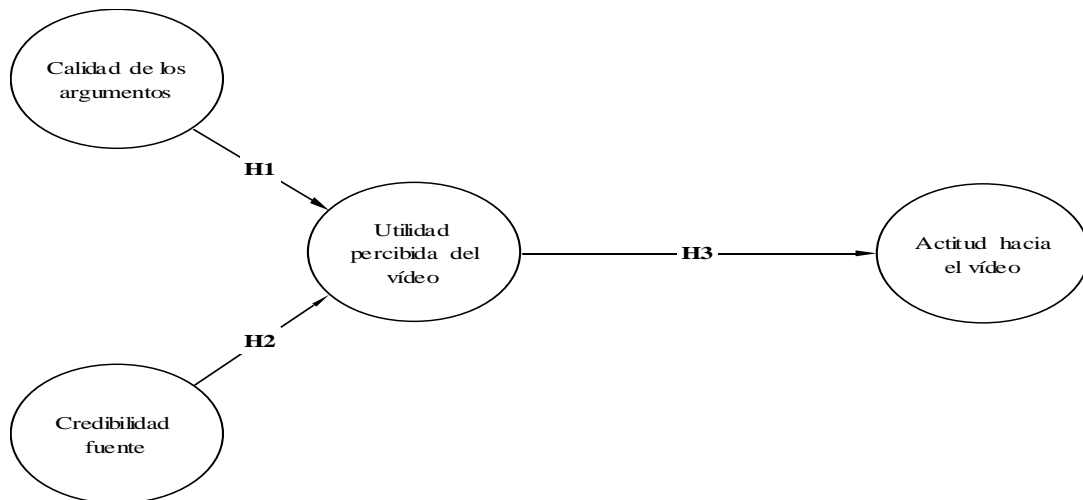 Calidad de los
argumentos
H1
Utilidad
percibida del
vídeo
H3
Actitud hacia
el vídeo
H2
Credibilidad
fuente